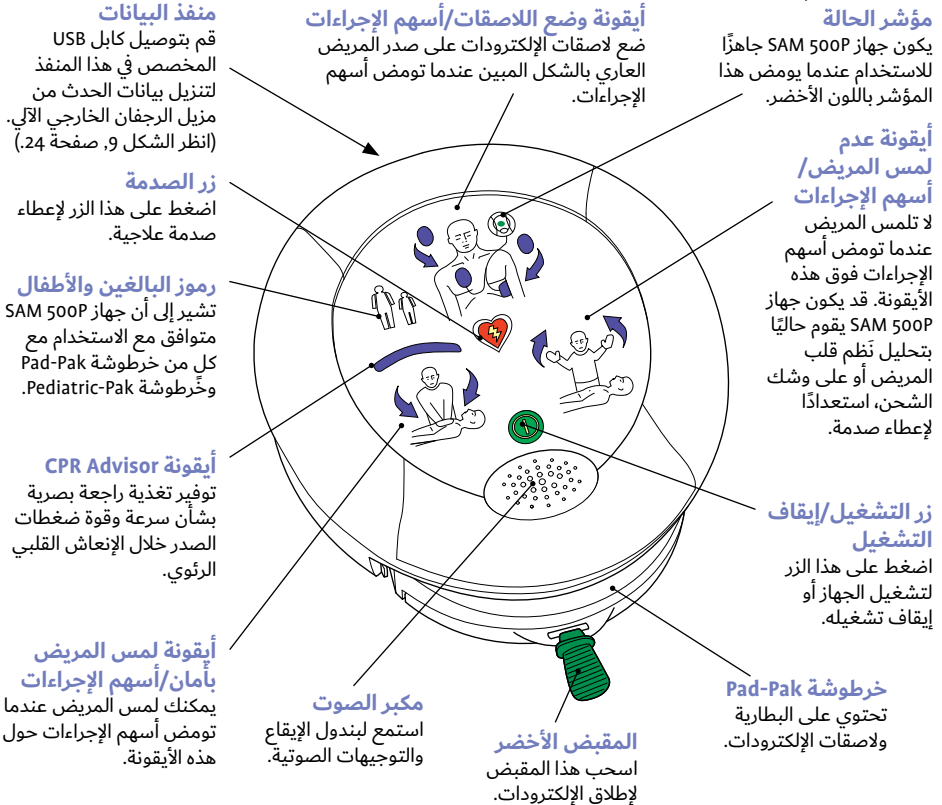 مؤشر الحالة
يكون جهاز SAM 500P جاهزًا
للاستخدام عندما يومض هذا
المؤشر باللون الأخضر.
أيقونة وضع اللاصقات/أسهم الإجراءات
ضع لاصقات الإلكترودات على صدر المريض
العاري بالشكل المبين عندما تومض أسهم
الإجراءات.
منفذ البيانات
قم بتوصيل كابل USB
المخصص في هذا المنفذ
لتنزيل بيانات الحدث من
مزيل الرجفان الخارجي الآلي.
(انظر الشكل 9, صفحة 24.)
أيقونة عدم
لمس المريض/
أسهم الإجراءات
لا تلمس المريض
عندما تومض أسهم
الإجراءات فوق هذه
الأيقونة. قد يكون جهاز
SAM 500P يقوم حاليًا
بتحليل نَظم قلب
المريض أو على وشك
الشحن، استعدادًا
لإعطاء صدمة.
زر الصدمة
اضغط على هذا الزر لإعطاء
صدمة علاجية.
رموز البالغين والأطفال
تشير إلى أن جهاز SAM 500P
متوافق مع الاستخدام مع
كل من خرطوشة Pad-Pak
وخًرطوشة Pediatric-Pak.
أيقونة CPR Advisor
توفير تغذية راجعة بصرية
بشأن سرعة وقوة ضغطات
الصدر خلال الإنعاش القلبي
الرئوي.
زر التشغيل/إيقاف
التشغيل
اضغط على هذا الزر
لتشغيل الجهاز أو
إيقاف تشغيله.
أيقونة لمس المريض
بأمان/أسهم الإجراءات
يمكنك لمس المريض عندما
تومض أسهم الإجراءات حول
هذه الأيقونة.
خرطوشة Pad-Pak
تحتوي على البطارية
ولاصقات الإلكترودات.
مكبر الصوت
استمع لبندول الإيقاع
والتوجيهات الصوتية.
المقبض الأخضر
اسحب هذا المقبض
لإطلاق الإلكترودات.